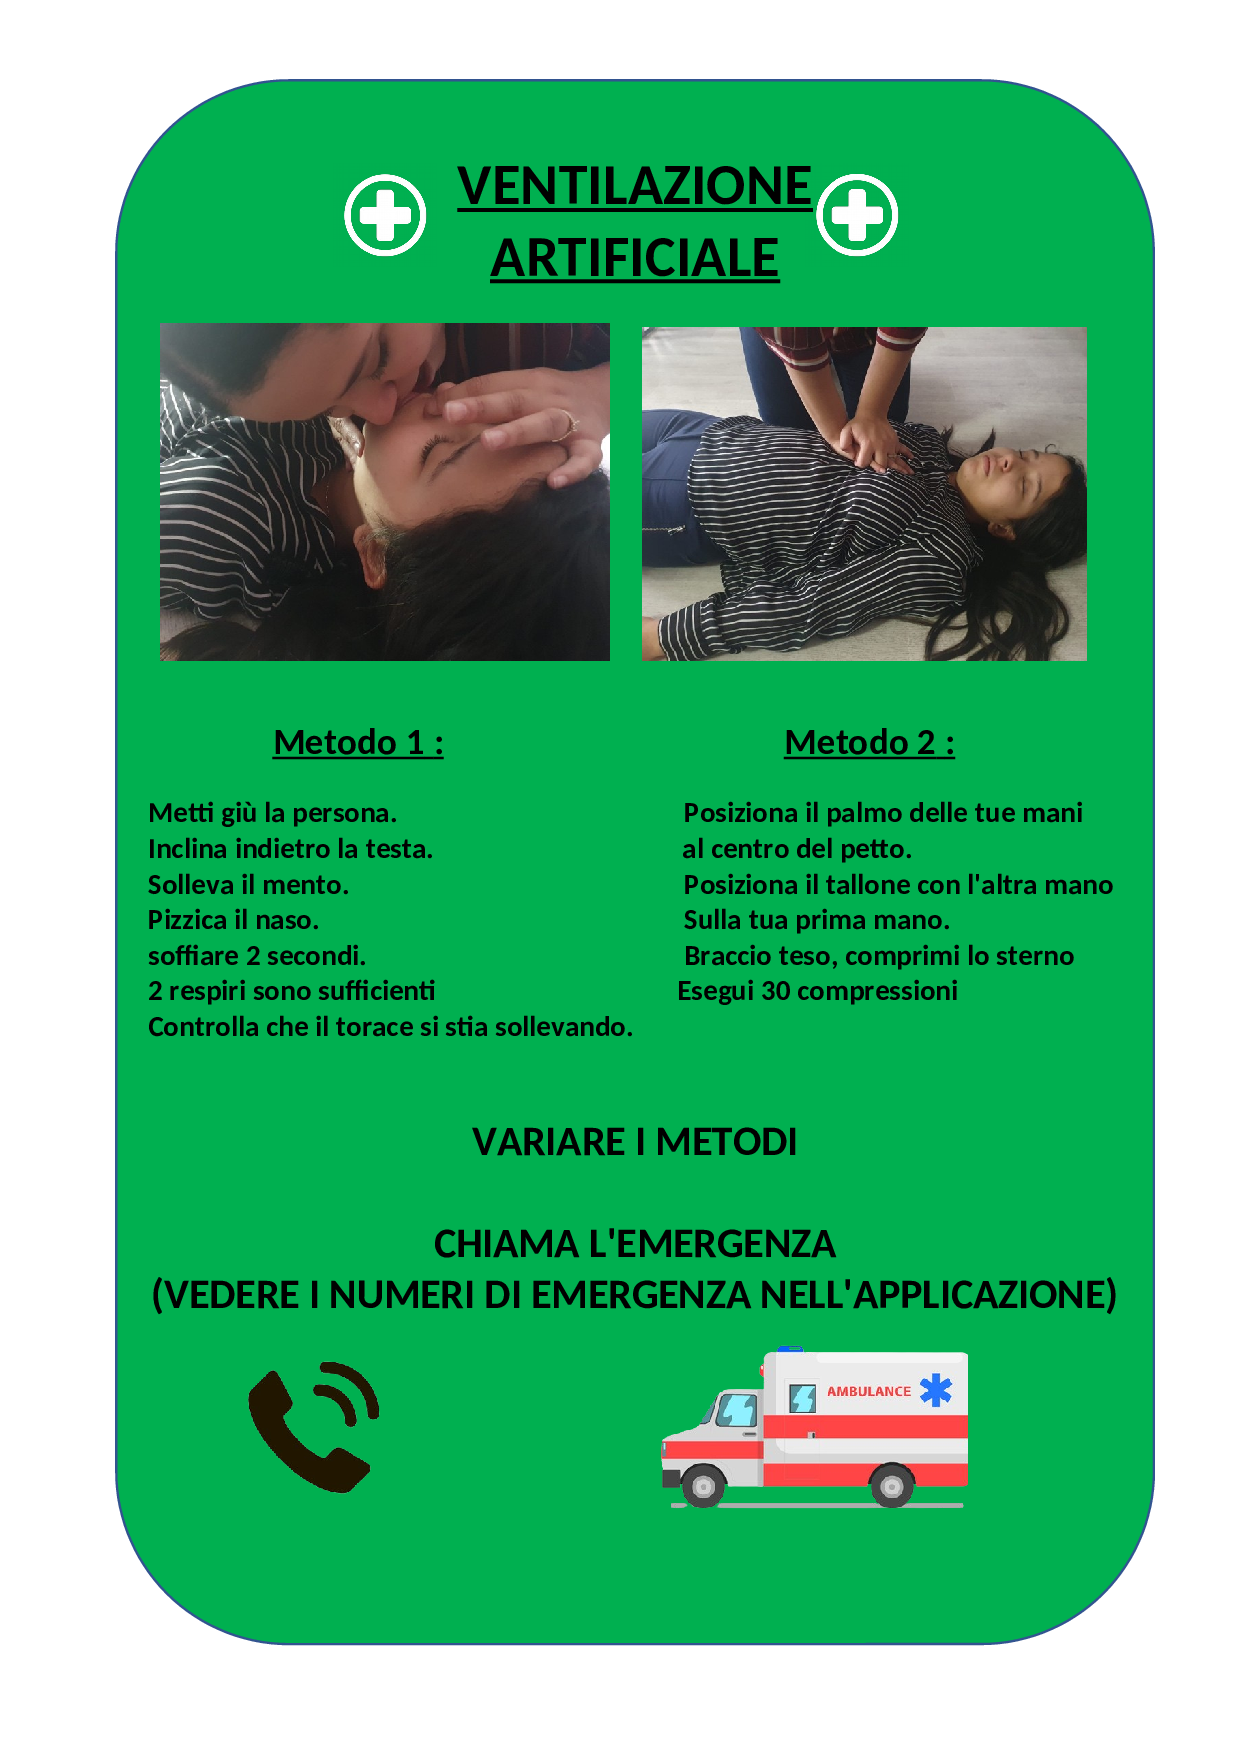 VENTILAZIONE
ARTIFICIALE
Metodo 1 :
Metti giù la persona.
Inclina indietro la testa.
Solleva il mento.
Pizzica il naso.
soffiare 2 secondi.
2 respiri sono sufficienti
Controlla che il torace si stia sollevando.
Metodo 2 :
Posiziona il palmo delle tue mani
al centro del petto.
Posiziona il tallone con l'altra mano
Sulla tua prima mano.
Braccio teso, comprimi lo sterno
Esegui 30 compressioni
VARIARE I METODI
CHIAMA L'EMERGENZA
(VEDERE I NUMERI DI EMERGENZA NELL'APPLICAZIONE)
AMBULANCE